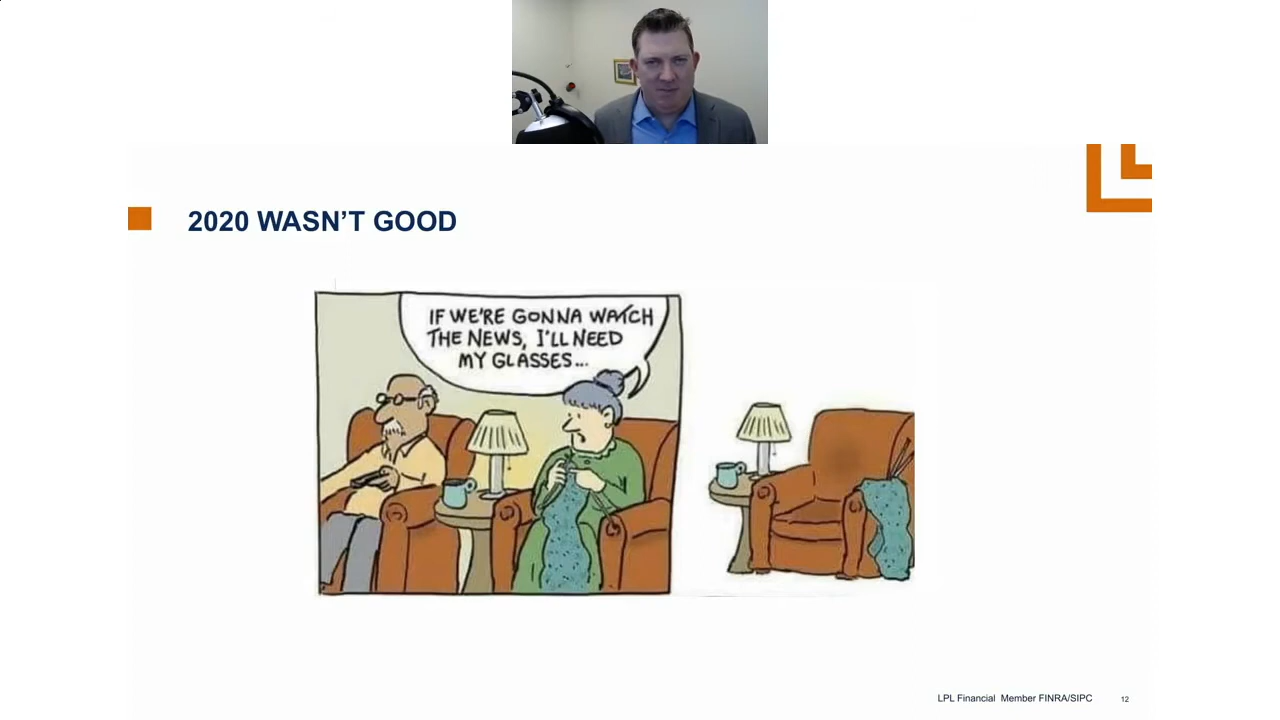 2020 WASN’T GOOD
IF WE'RE GONNA WATCH
THE NEWS, I'LL NEED
MY GLASSES...
LPL Financial Member FINRA/SIPC
12